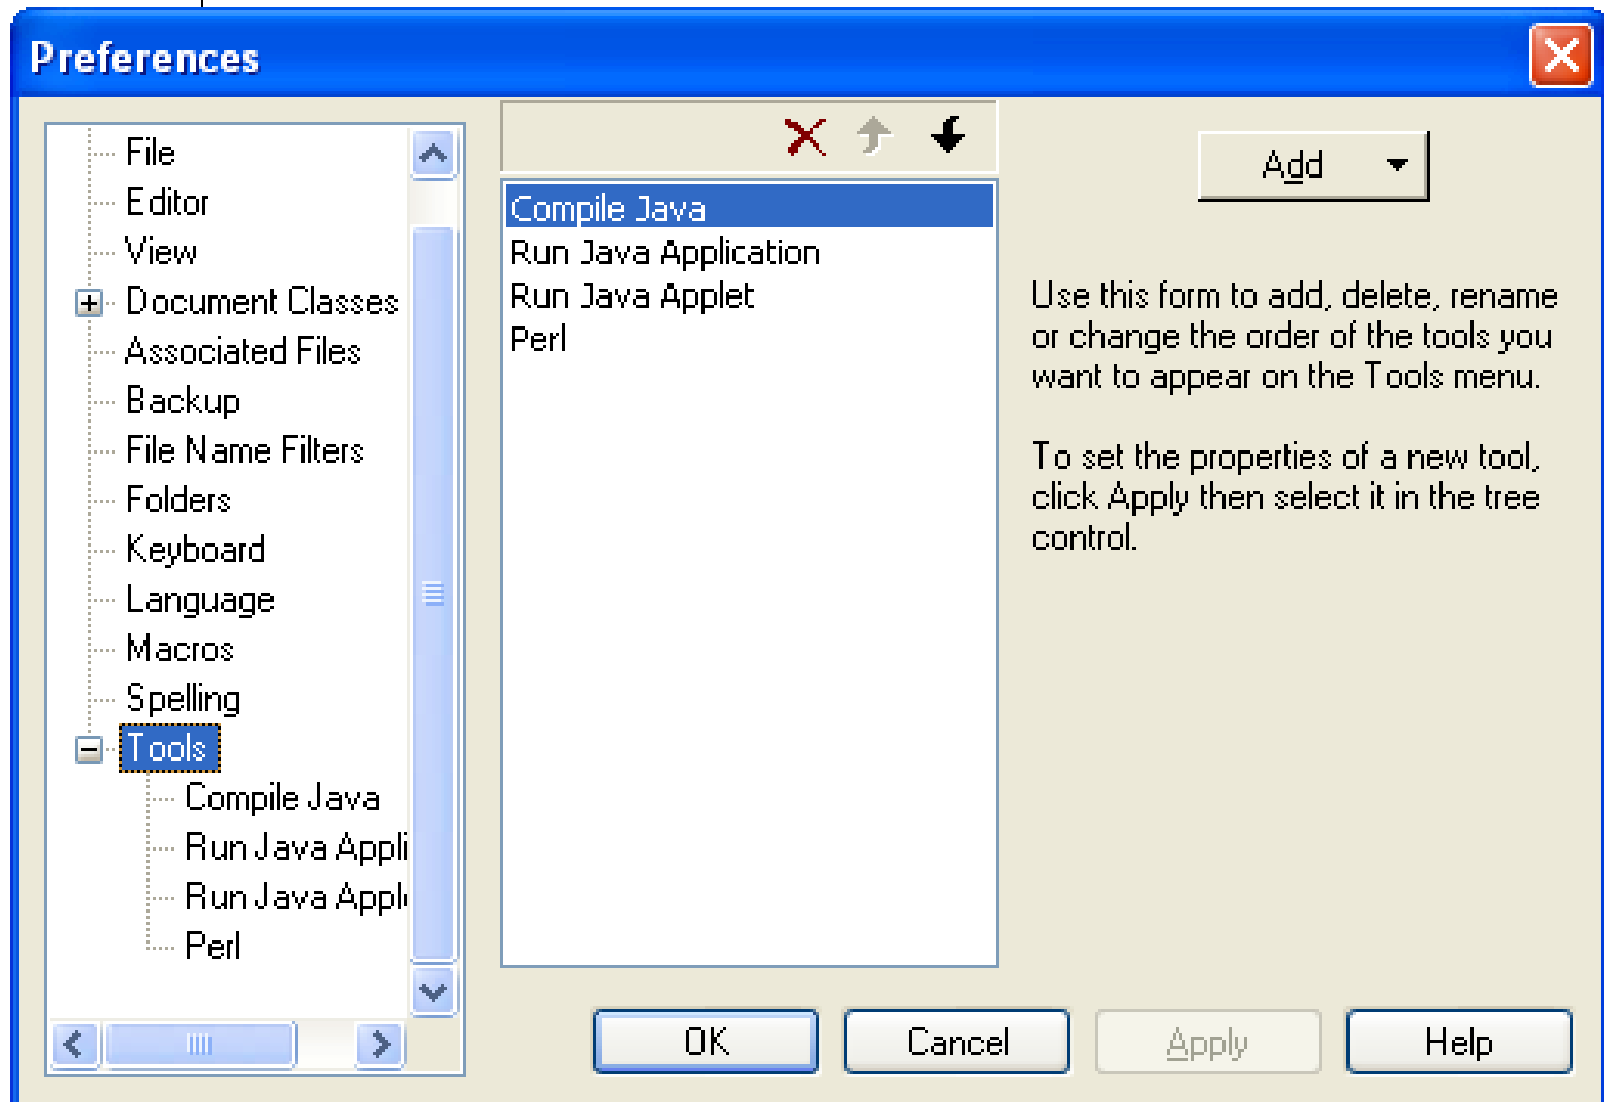 Preferences
File
Editor
View
Document Classes
Associated Files
Backup
File Name Filters
Folders
Keyboard
Language
Macros
Spelling
Tools
Compile Java
Run Java Appli
Run Java Apple
Perl
Compile Java
Run Java Application
Run Java Applet
Perl
Add
Use this form to add, delete, rename
or change the order of the tools you
want to appear on the Tools menu.
To set the properties of a new tool,
click Apply then select it in the tree
control.
OK
Cancel
Apply
Help